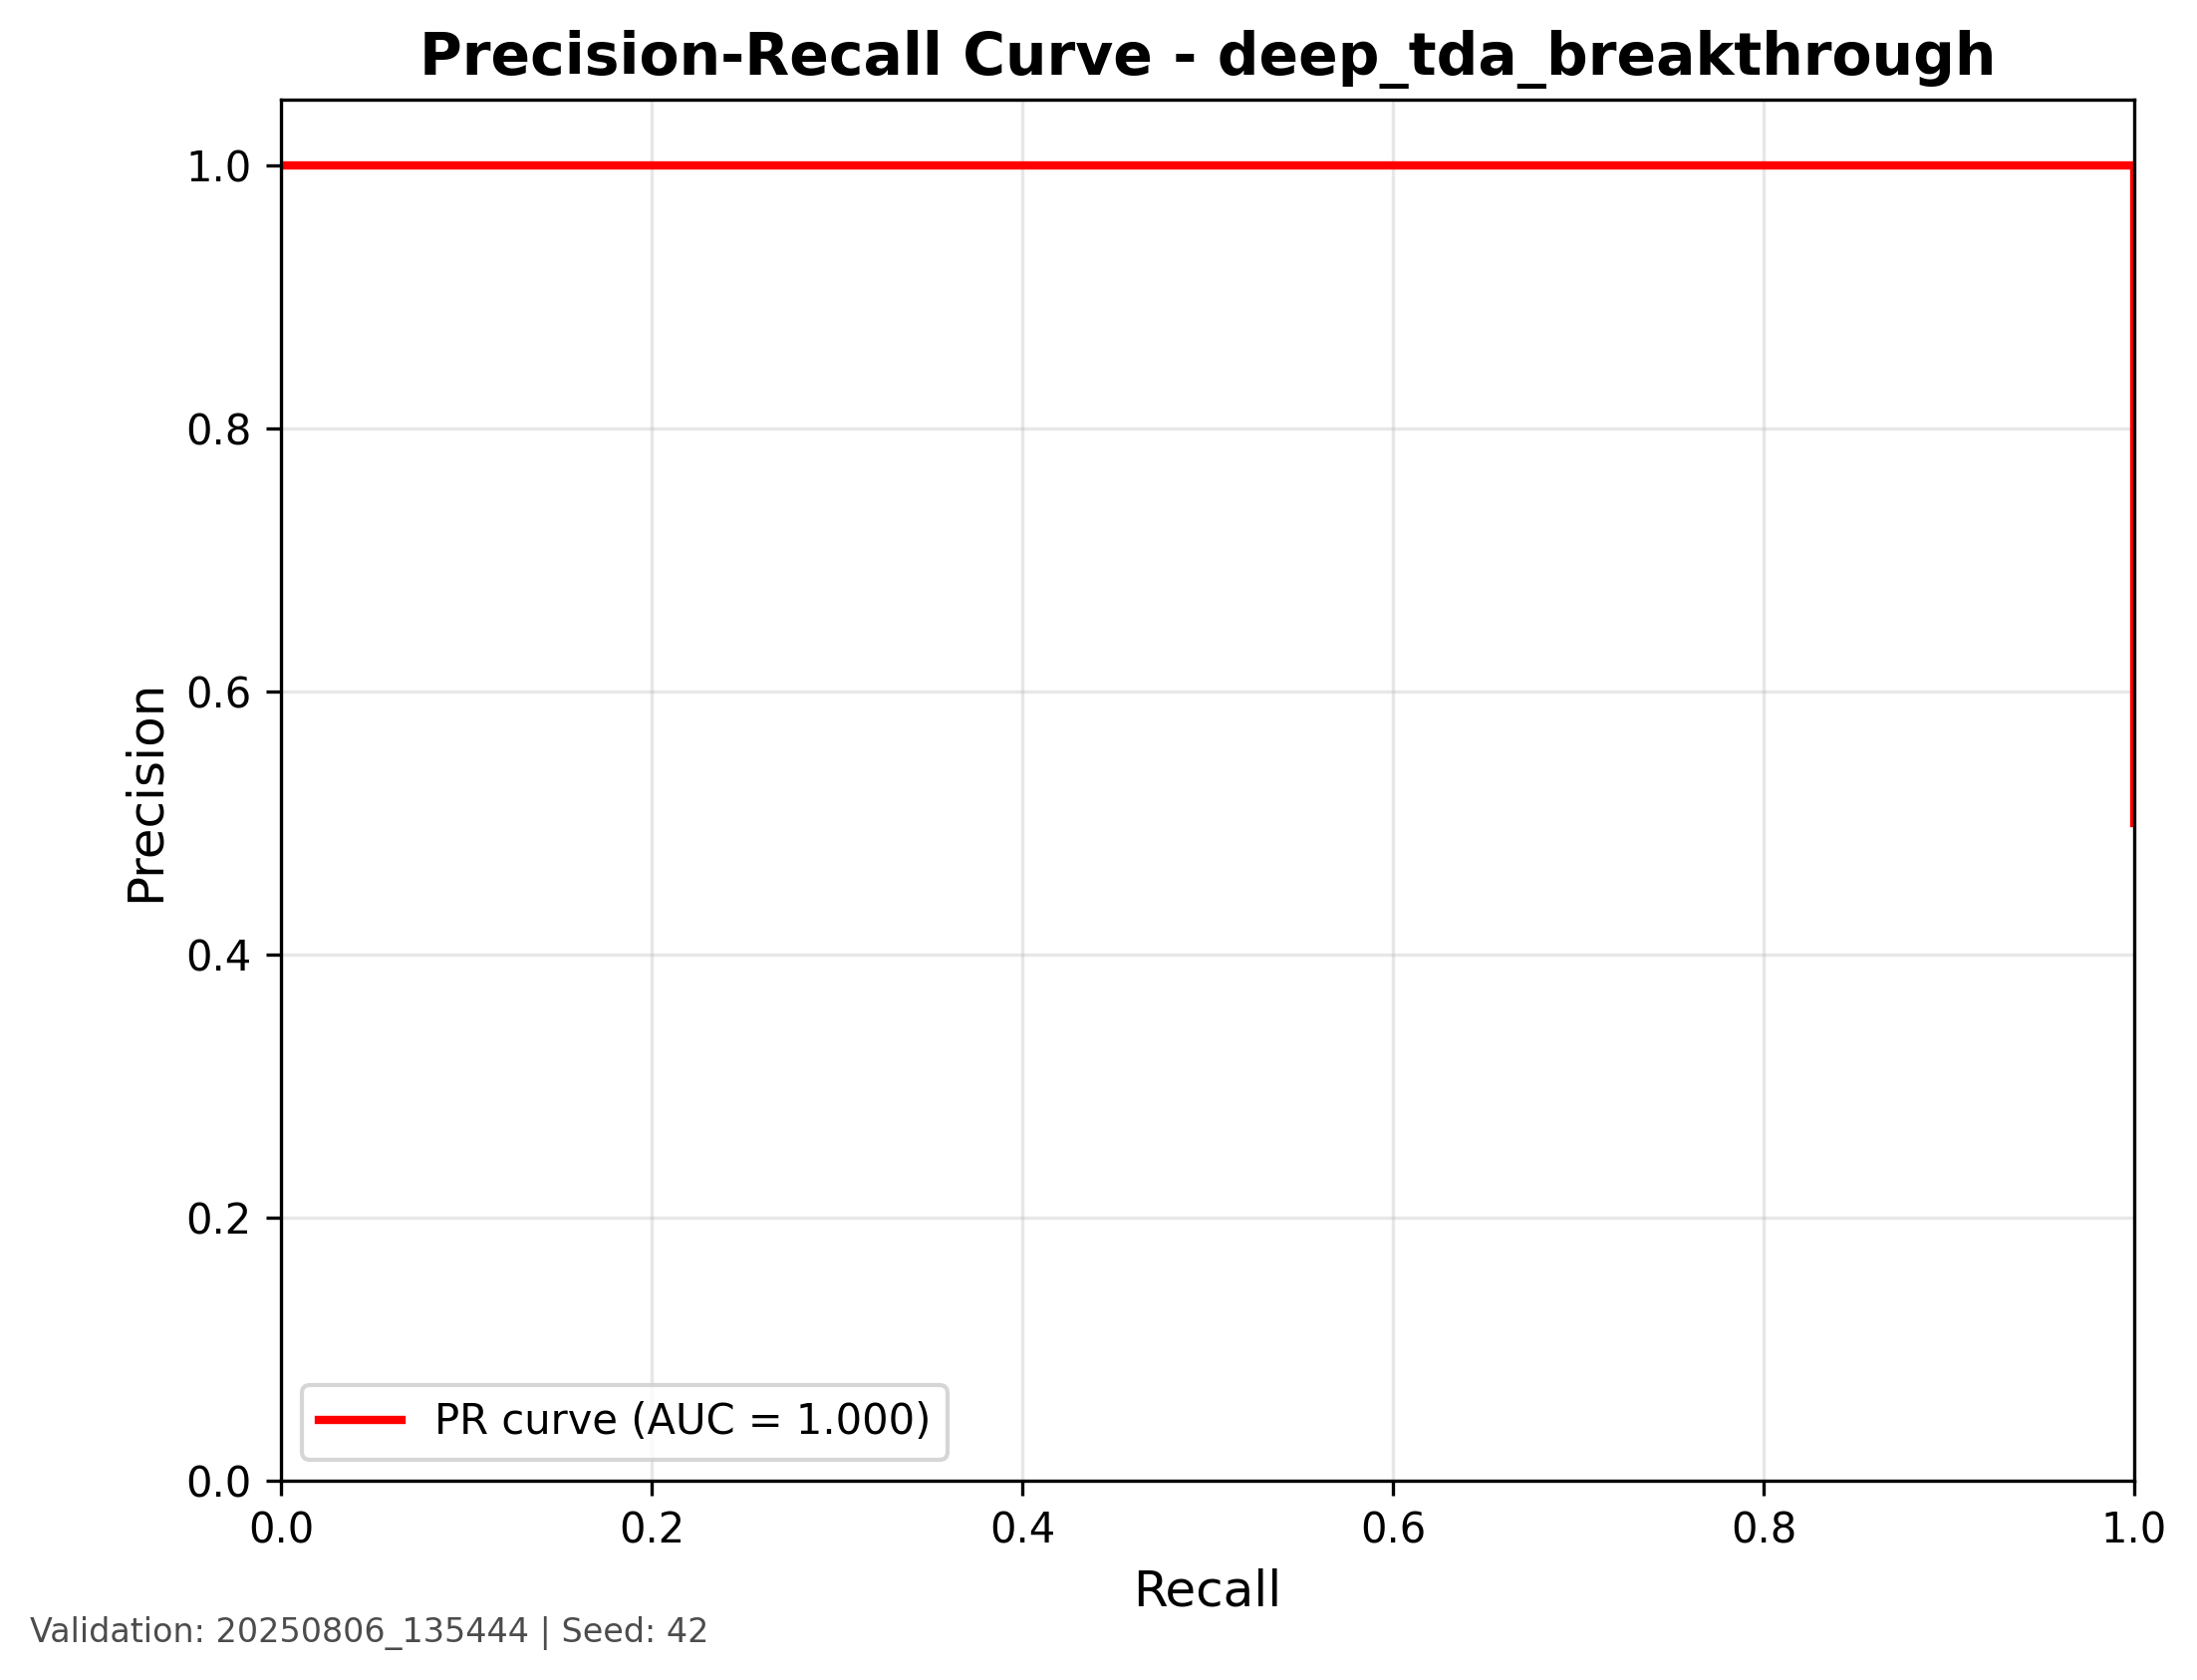 Precision-Recall Curve - deep_tda_breakthrough
1.0
0.8
0.6
0.4
0.2
0.0
Precision
PR curve (AUC = 1.000)
0.0 0.2 0.4 0.6 0.8 1.0
Recall
Validation: 20250806_135444 | Seed: 42